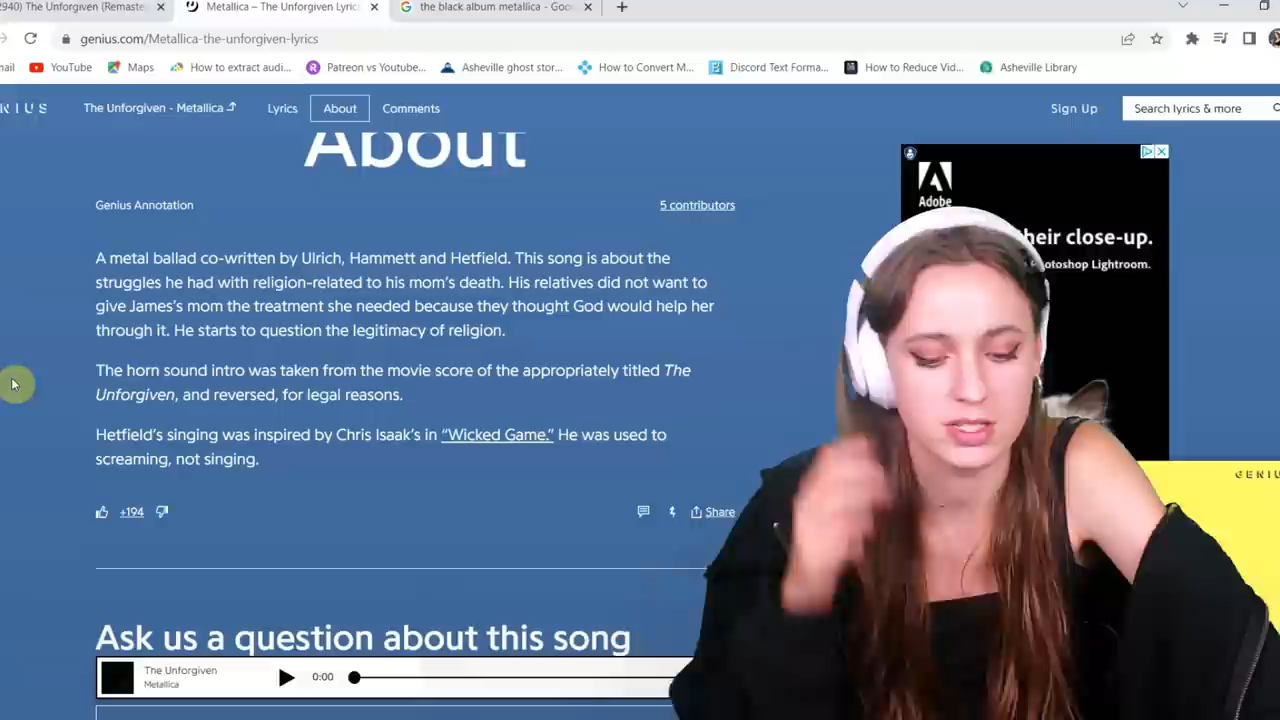 2940) The Unforgiven (Remaste
Metallica – The Unforgiven Lyric
the black album metallica - Goo
genius.com/Metallica-the-unforgiven-lyrics
YouTube
Maps
How to extract audi...
Patreon vs Youtube...
Asheville ghost stor...
How to Convert M...
Discord Text Forma...
How to Reduce Vid...
Asheville Library
The Unforgiven - Metallica
Lyrics
About
Comments
Sign Up
Search lyrics & more
About
Genius Annotation
5 contributors
A metal ballad co-written by Ulrich, Hammett and Hetfield. This song is about the
struggles he had with religion-related to his mom's death. His relatives did not want to
give James's mom the treatment she needed because they thought God would help her
through it. He starts to question the legitimacy of religion.
The horn sound intro was taken from the movie score of the appropriately titled The
Unforgiven, and reversed, for legal reasons.
Hetfield's singing was inspired by Chris Isaak's in “Wicked Game.” He was used to
screaming, not singing.
+194
Share
Adobe
their close-up.
Photoshop Lightroom.
GENIU
Ask us a question about this song
The Unforgiven
Metallica
0:00